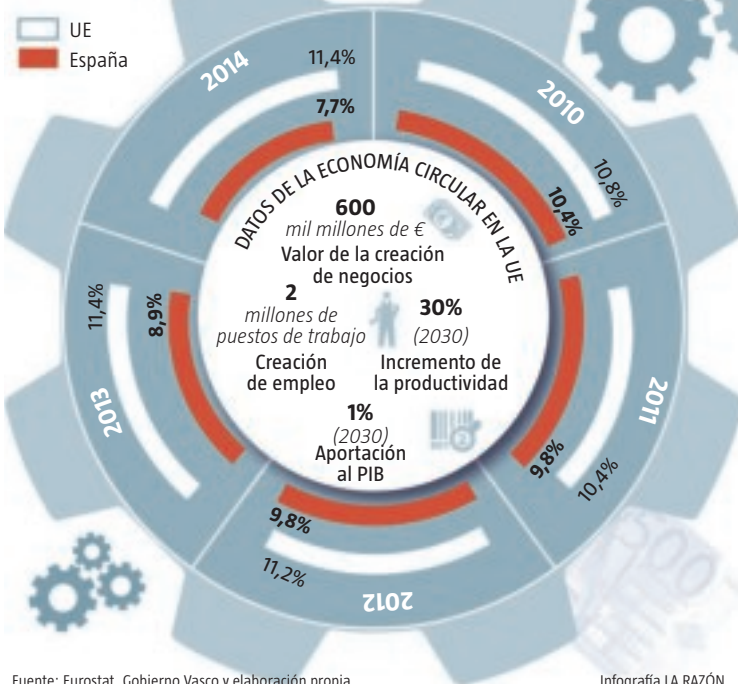 UE
España
2014
11,4%
7,7%
2010
10,8%
10,4%
2011
9,8%
10,4%
2012
9,8%
11,2%
2013
11,4%
8,9%
DATOS DE LA ECONOMÍA CIRCULAR EN LA UE
600
mil millones de €
Valor de la creación
de negocios
2
millones de
puestos de trabajo
Creación
de empleo
30%
(2030)
Incremento de
la productividad
1%
(2030)
Aportación
al PIB
2
500
Fuente: Eurostat, Gobierno Vasco y elaboración propia
Infografía LA RAZÓN